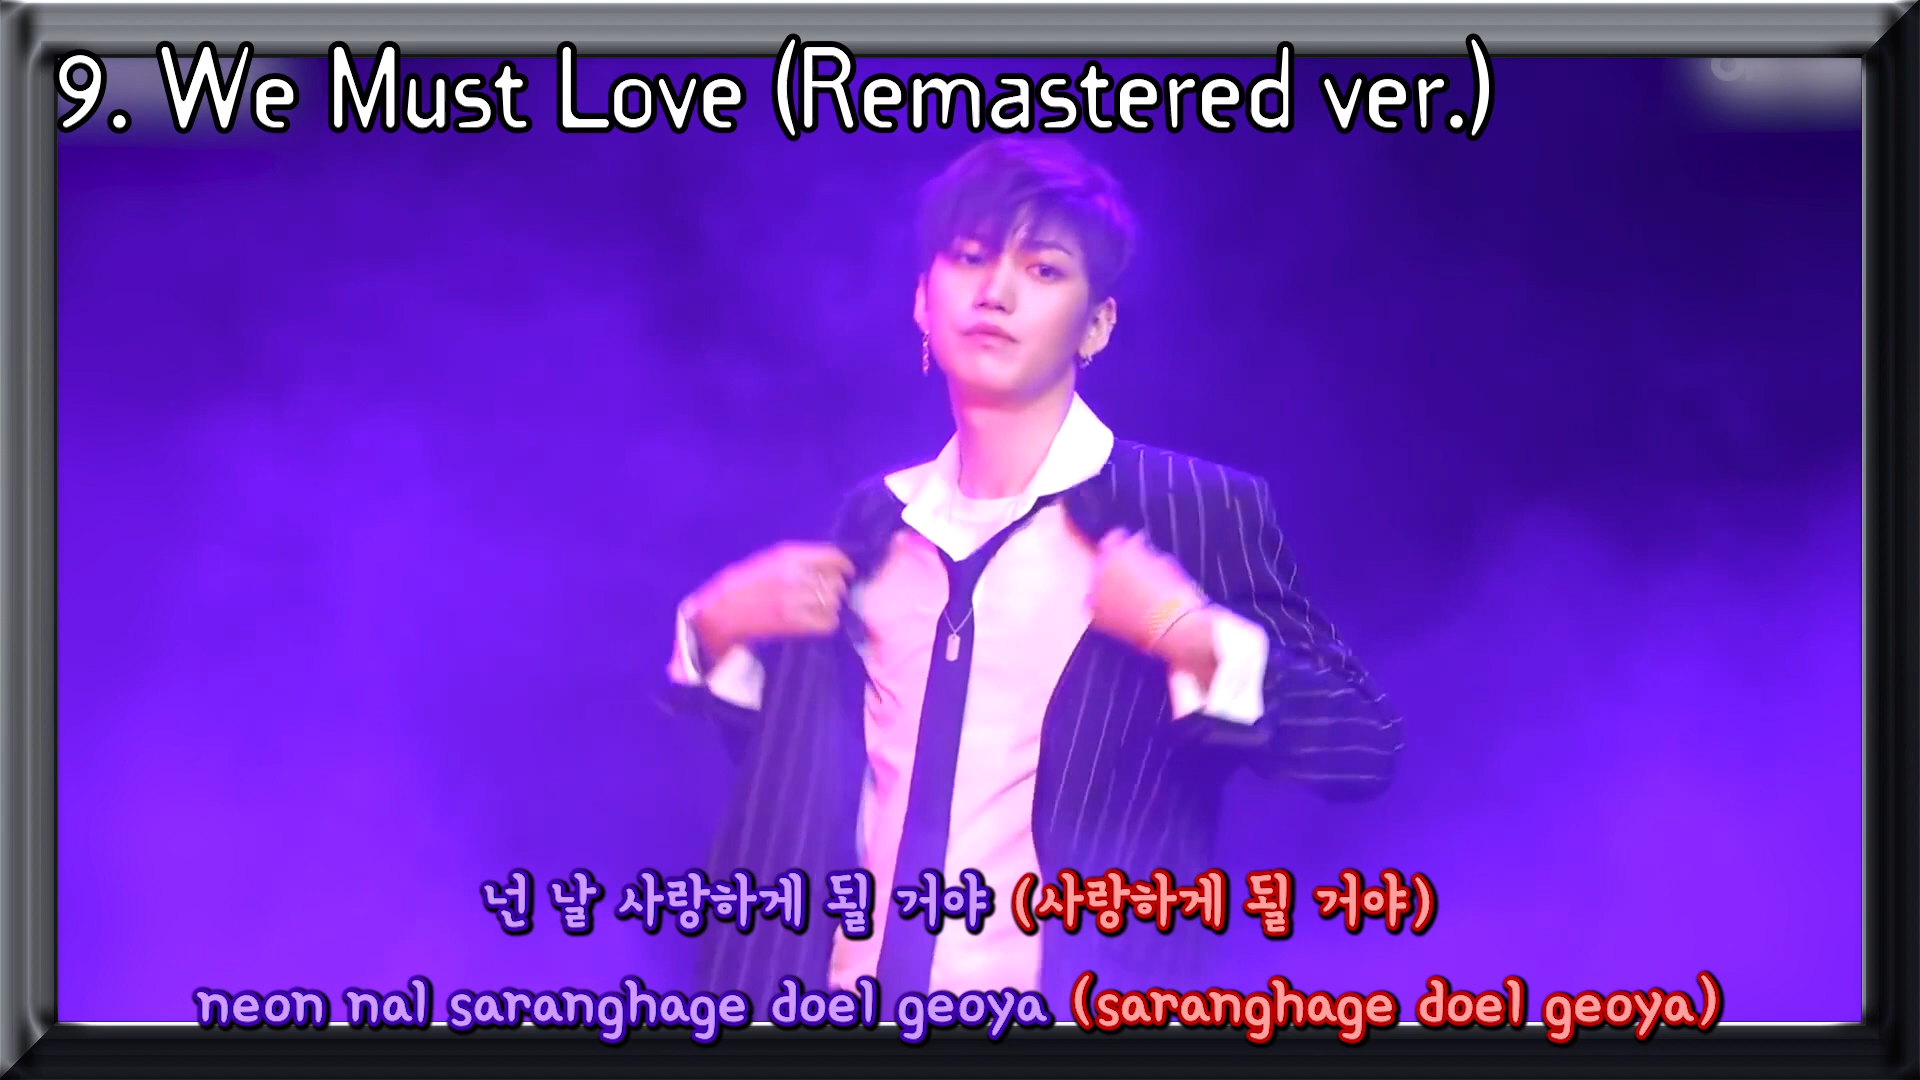 9. We Must Love (Remastered ver.)
넌 날 사랑하게 될 거야 (사랑하게 될 거야)
neon nal saranghage doel geoya (saranghage doel geoya)